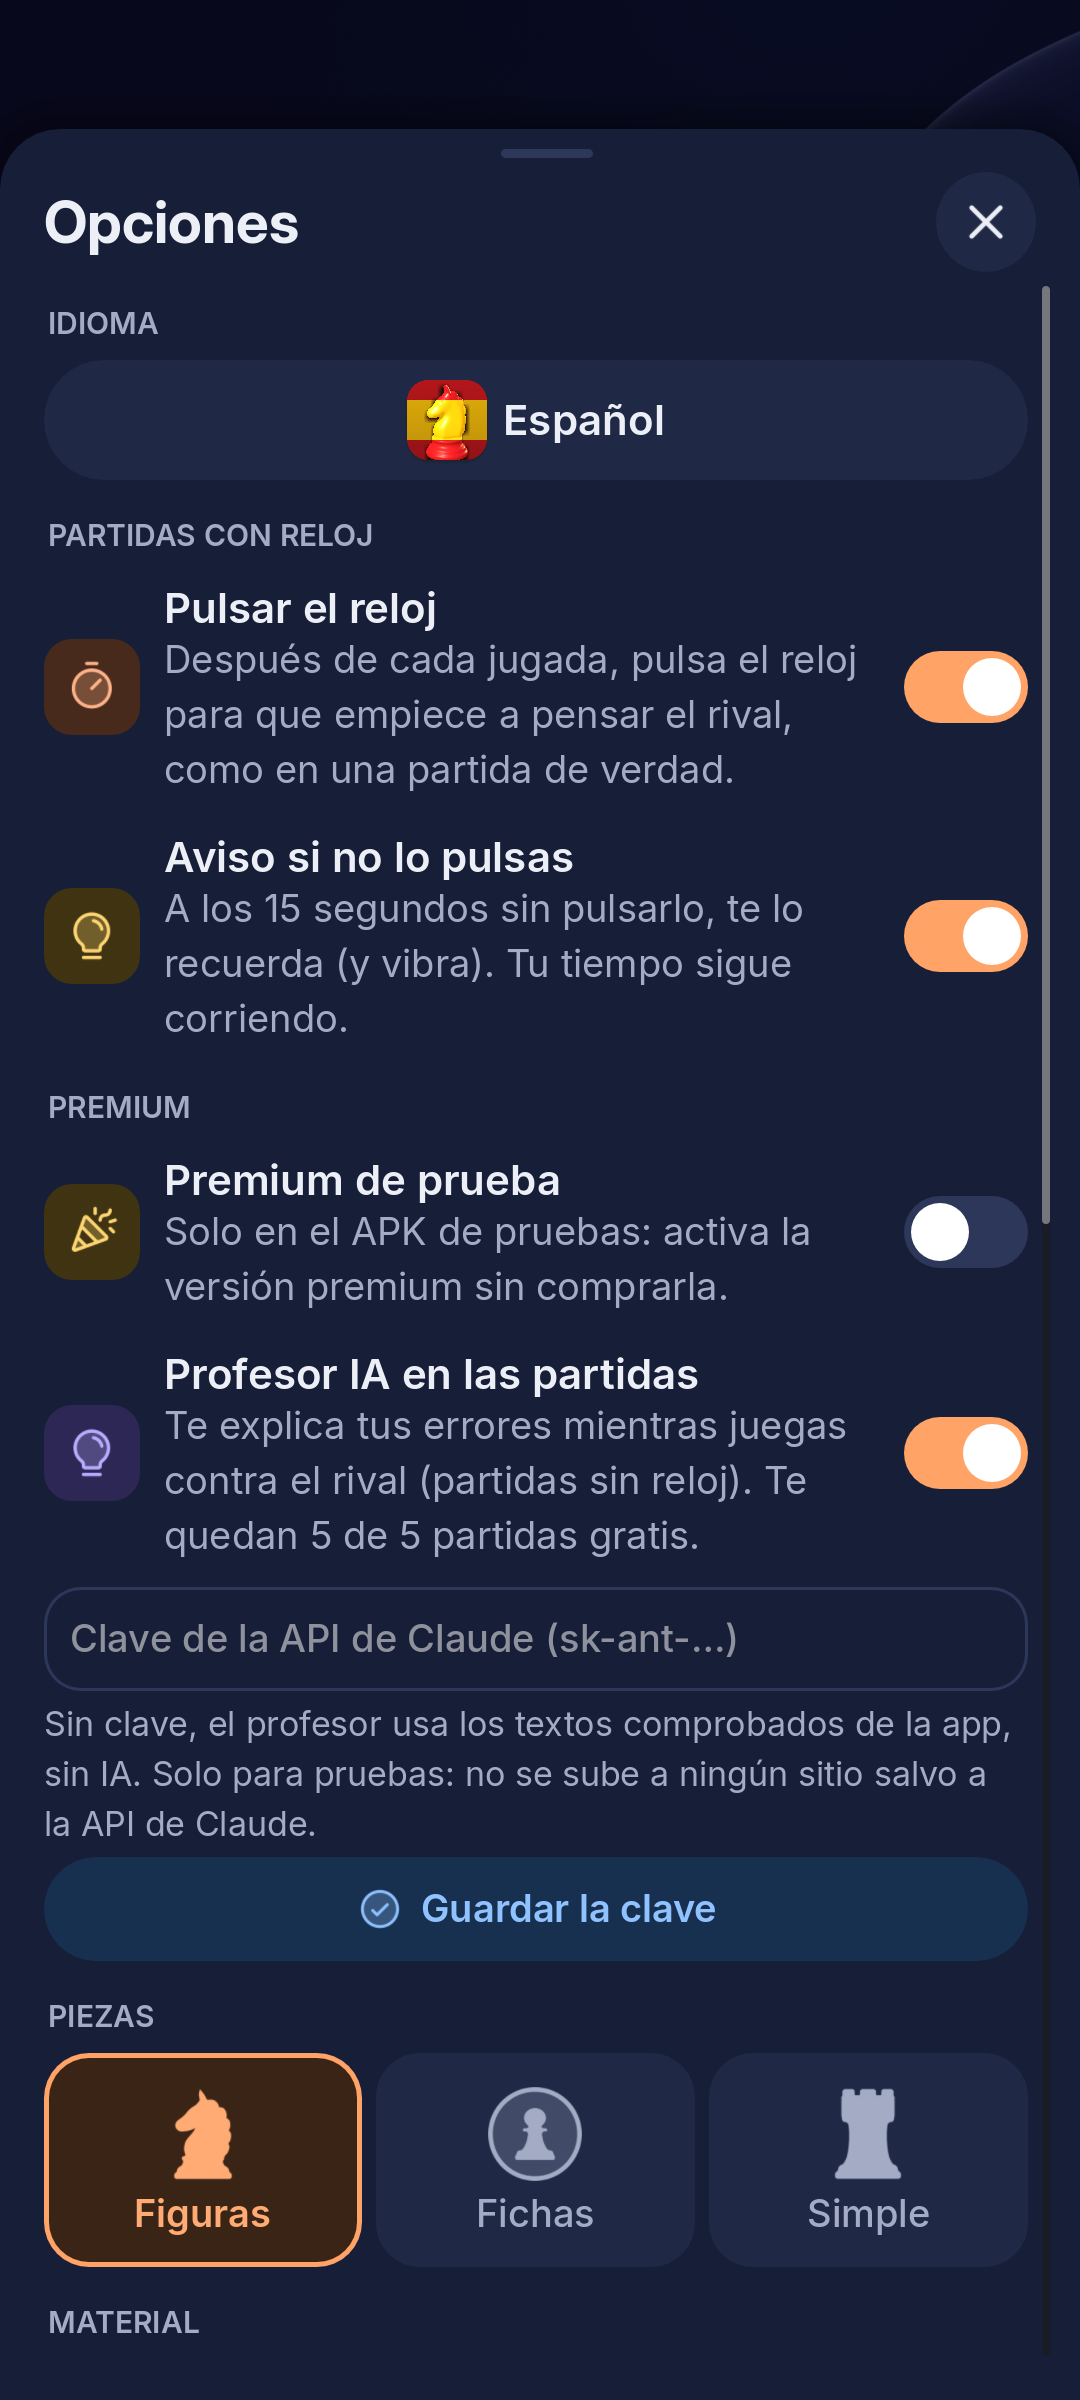 Opciones
IDIOMA
Español
PARTIDAS CON RELOJ
Pulsar el reloj
Después de cada jugada, pulsa el reloj
para que empiece a pensar el rival,
como en una partida de verdad.
Aviso si no lo pulsas
A los 15 segundos sin pulsarlo, te lo
recuerda (y vibra). Tu tiempo sigue
corriendo.
PREMIUM
Premium de prueba
Solo en el APK de pruebas: activa la
versión premium sin comprarla.
Profesor IA en las partidas
Te explica tus errores mientras juegas
contra el rival (partidas sin reloj). Te
quedan 5 de 5 partidas gratis.
Clave de la API de Claude (sk-ant-...)
Sin clave, el profesor usa los textos comprobados de la app,
sin IA. Solo para pruebas: no se sube a ningún sitio salvo a
la API de Claude.
Guardar la clave
PIEZAS
Figuras
Fichas
Simple
MATERIAL